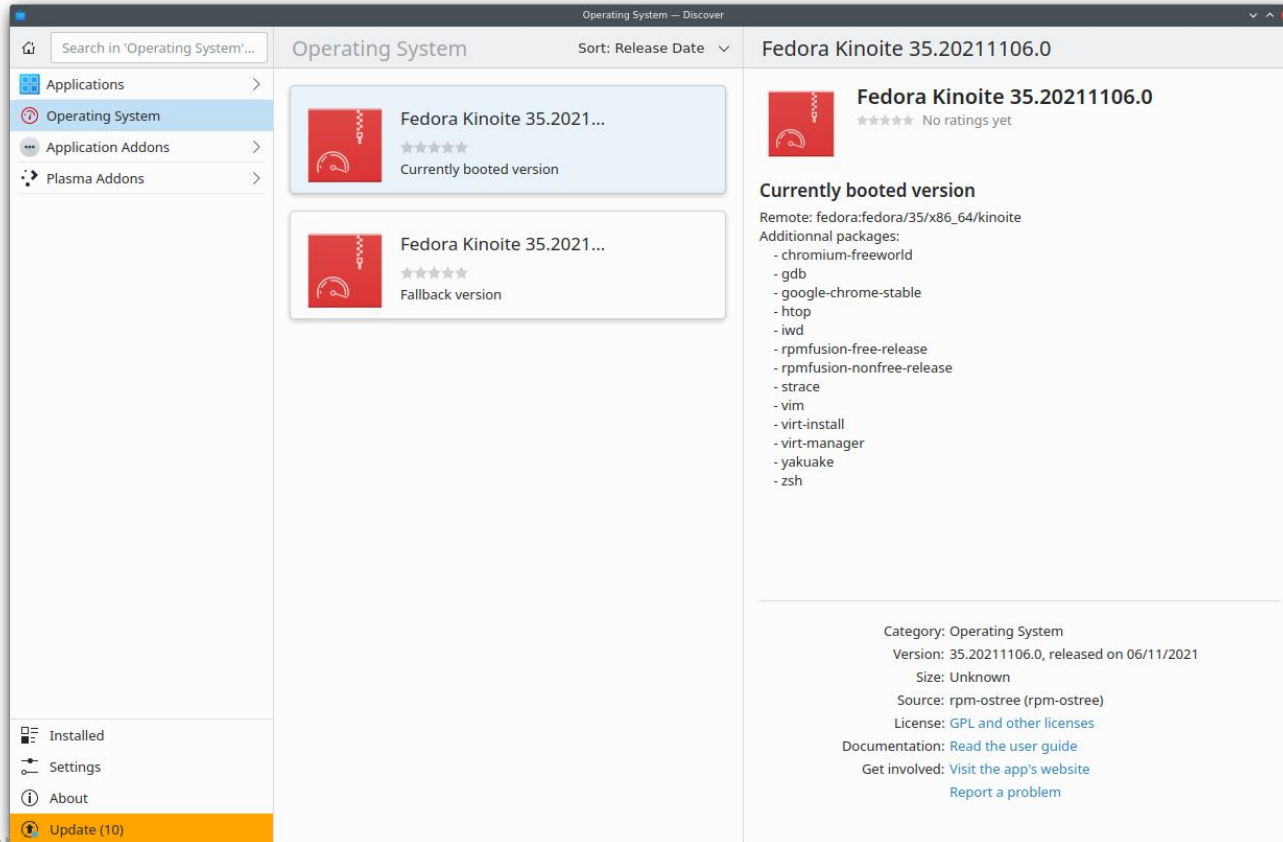 Operating System — Discover
Search in 'Operating System'...
Applications
Operating System
Application Addons
Plasma Addons
Installed
Settings
About
Update (10)
Operating System
Sort: Release Date
Fedora Kinoite 35.2021...
Currently booted version
Fedora Kinoite 35.2021...
Fallback version
Fedora Kinoite 35.20211106.0
Fedora Kinoite 35.20211106.0
No ratings yet
Currently booted version
Remote: fedora:fedora/35/x86_64/kinoite
Additionnal packages:
- chromium-freeworld
- gdb
- google-chrome-stable
- htop
- iwd
- rpmfusion-free-release
- rpmfusion-nonfree-release
- strace
- vim
- virt-install
- virt-manager
- yakuake
- zsh
Category: Operating System
Version: 35.20211106.0, released on 06/11/2021
Size: Unknown
Source: rpm-ostree (rpm-ostree)
License: GPL and other licenses
Documentation: Read the user guide
Get involved: Visit the app's website
Report a problem